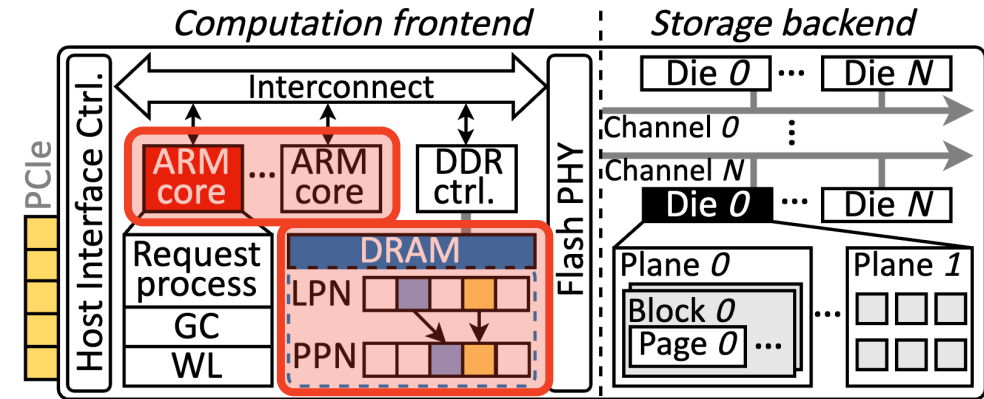 Computation frontend
Storage backend
PCIe
Host Interface Ctrl.
Interconnect
ARM
core
...
ARM
core
DDR
ctrl.
Request
process
GC
WL
DRAM
LPN
PPN
Flash PHY
Die 0
...
Die N
Channel 0
...
Channel N
Die 0
...
Die N
Plane 0
Block 0
Page 0
...
...
Plane 1